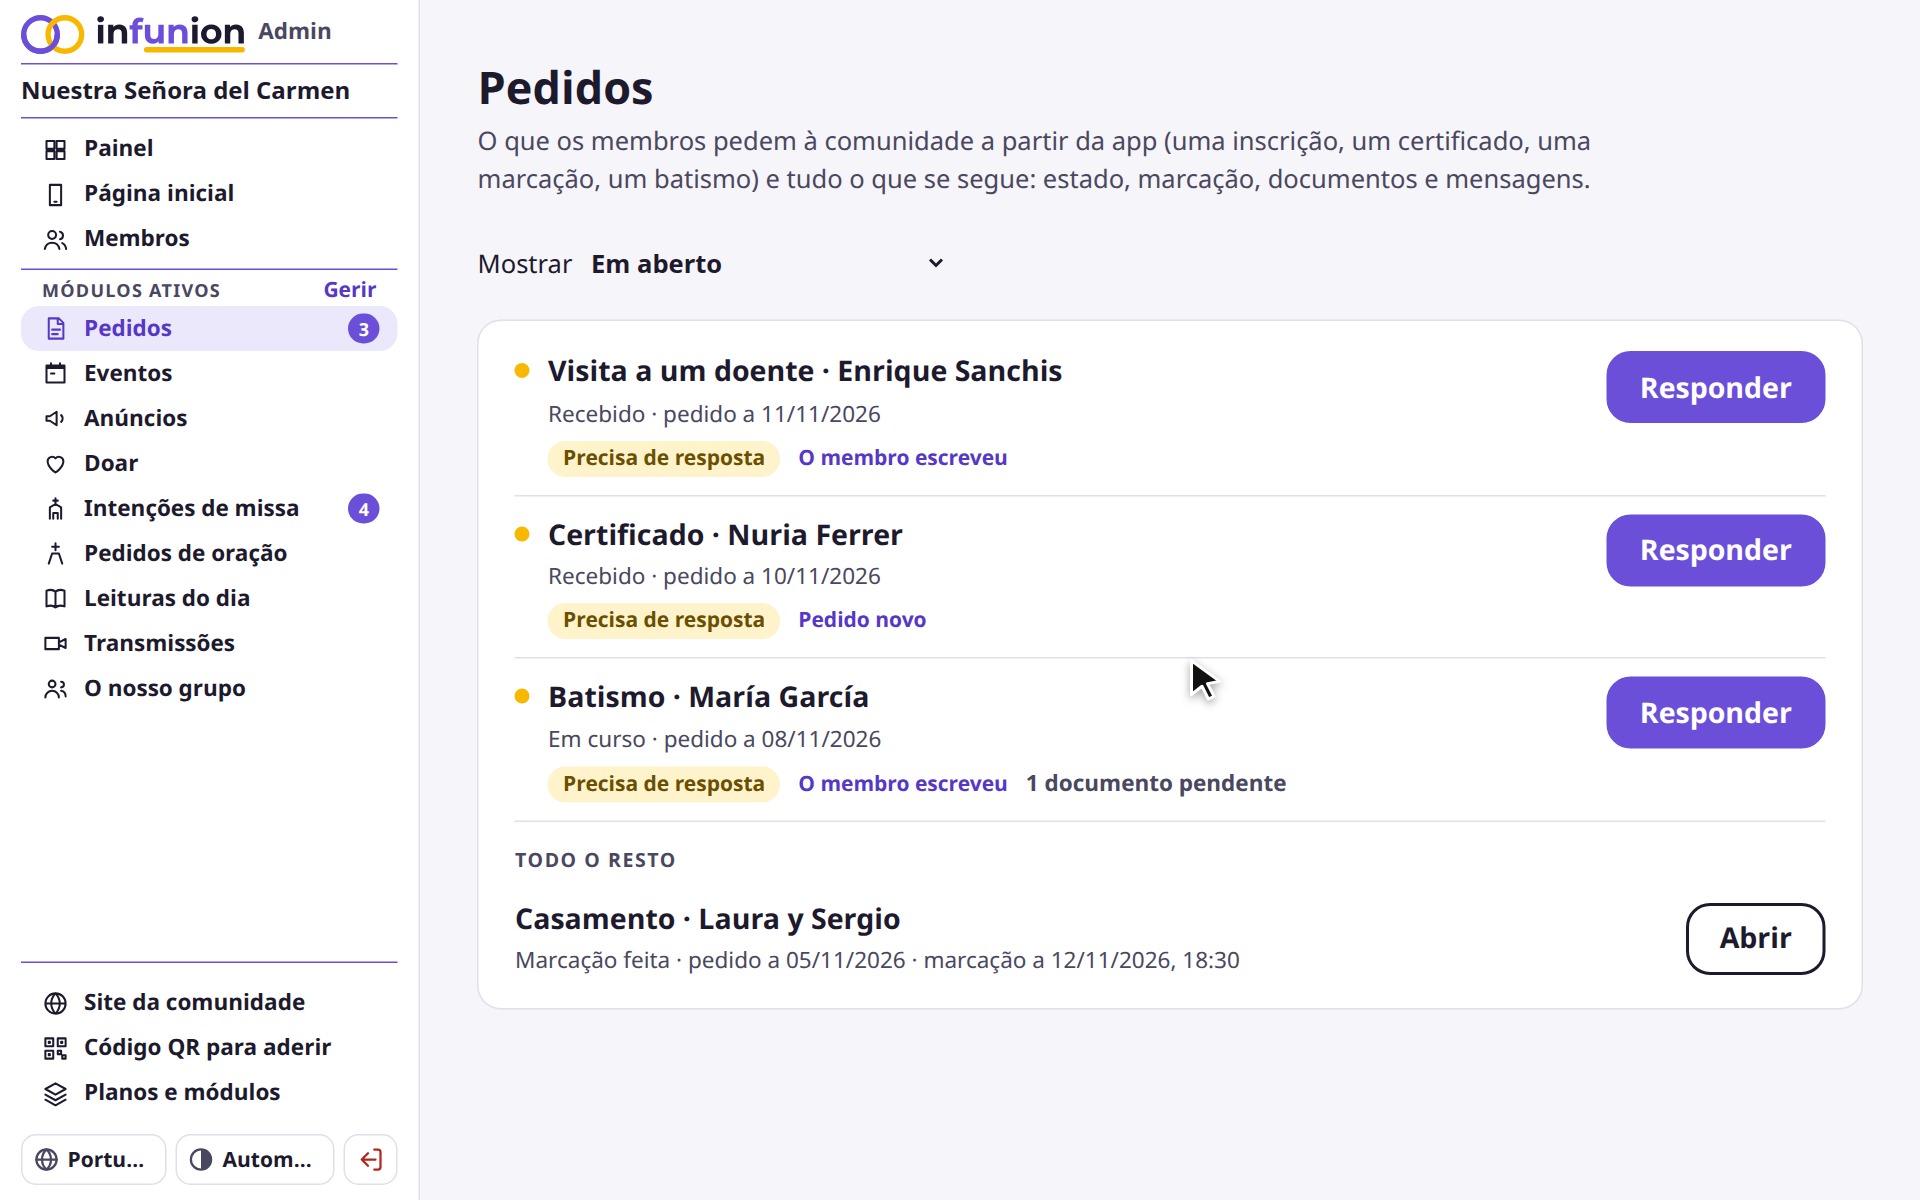 infunion Admin
Nuestra Señora del Carmen
Painel
Página inicial
Membros
MÓDULOS ATIVOS Gerir
Pedidos 3
Eventos
Anúncios
Doar
Intenções de missa 4
Pedidos de oração
Leituras do dia
Transmissões
O nosso grupo
Site da comunidade
Código QR para aderir
Planos e módulos
Portu... Autom...
Pedidos
O que os membros pedem à comunidade a partir da app (uma inscrição, um certificado, uma
marcação, um batismo) e tudo o que se segue: estado, marcação, documentos e mensagens.
Mostrar Em aberto
Visita a um doente · Enrique Sanchis
Recebido · pedido a 11/11/2026
Precisa de resposta O membro escreveu
Responder
Certificado · Nuria Ferrer
Recebido · pedido a 10/11/2026
Precisa de resposta Pedido novo
Responder
Batismo · María García
Em curso · pedido a 08/11/2026
Precisa de resposta O membro escreveu 1 documento pendente
Responder
TODO O RESTO
Casamento · Laura y Sergio
Marcação feita · pedido a 05/11/2026 · marcação a 12/11/2026, 18:30
Abrir